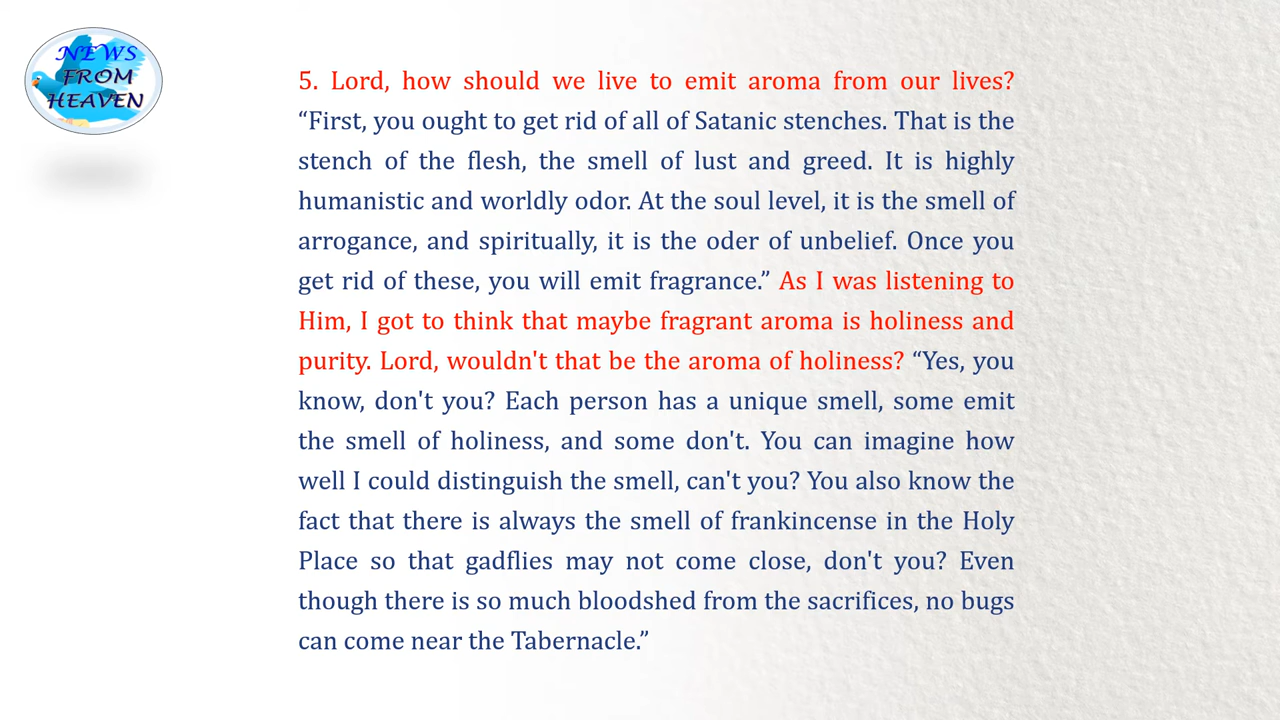 NEWS
FROM
HEAVEN
5. Lord, how should we live to emit aroma from our lives?
“First, you ought to get rid of all of Satanic stenches. That is the
stench of the flesh, the smell of lust and greed. It is highly
humanistic and worldly odor. At the soul level, it is the smell of
arrogance, and spiritually, it is the oder of unbelief. Once you
get rid of these, you will emit fragrance.” As I was listening to
Him, I got to think that maybe fragrant aroma is holiness and
purity. Lord, wouldn't that be the aroma of holiness? “Yes, you
know, don't you? Each person has a unique smell, some emit
the smell of holiness, and some don't. You can imagine how
well I could distinguish the smell, can't you? You also know the
fact that there is always the smell of frankincense in the Holy
Place so that gadflies may not come close, don't you? Even
though there is so much bloodshed from the sacrifices, no bugs
can come near the Tabernacle.”